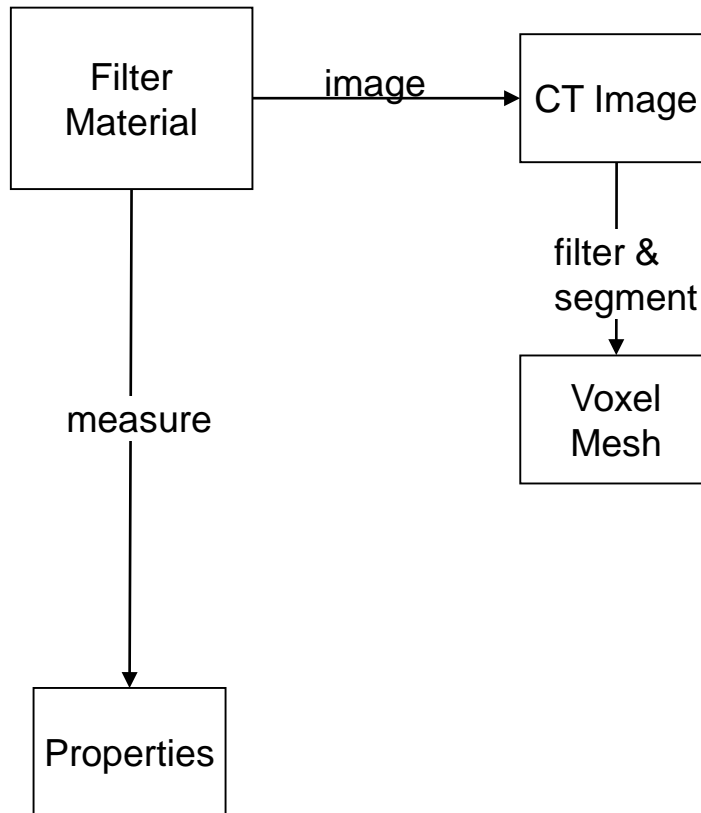 Filter
Material
image
CT Image
filter &
segment
Voxel
Mesh
measure
Properties